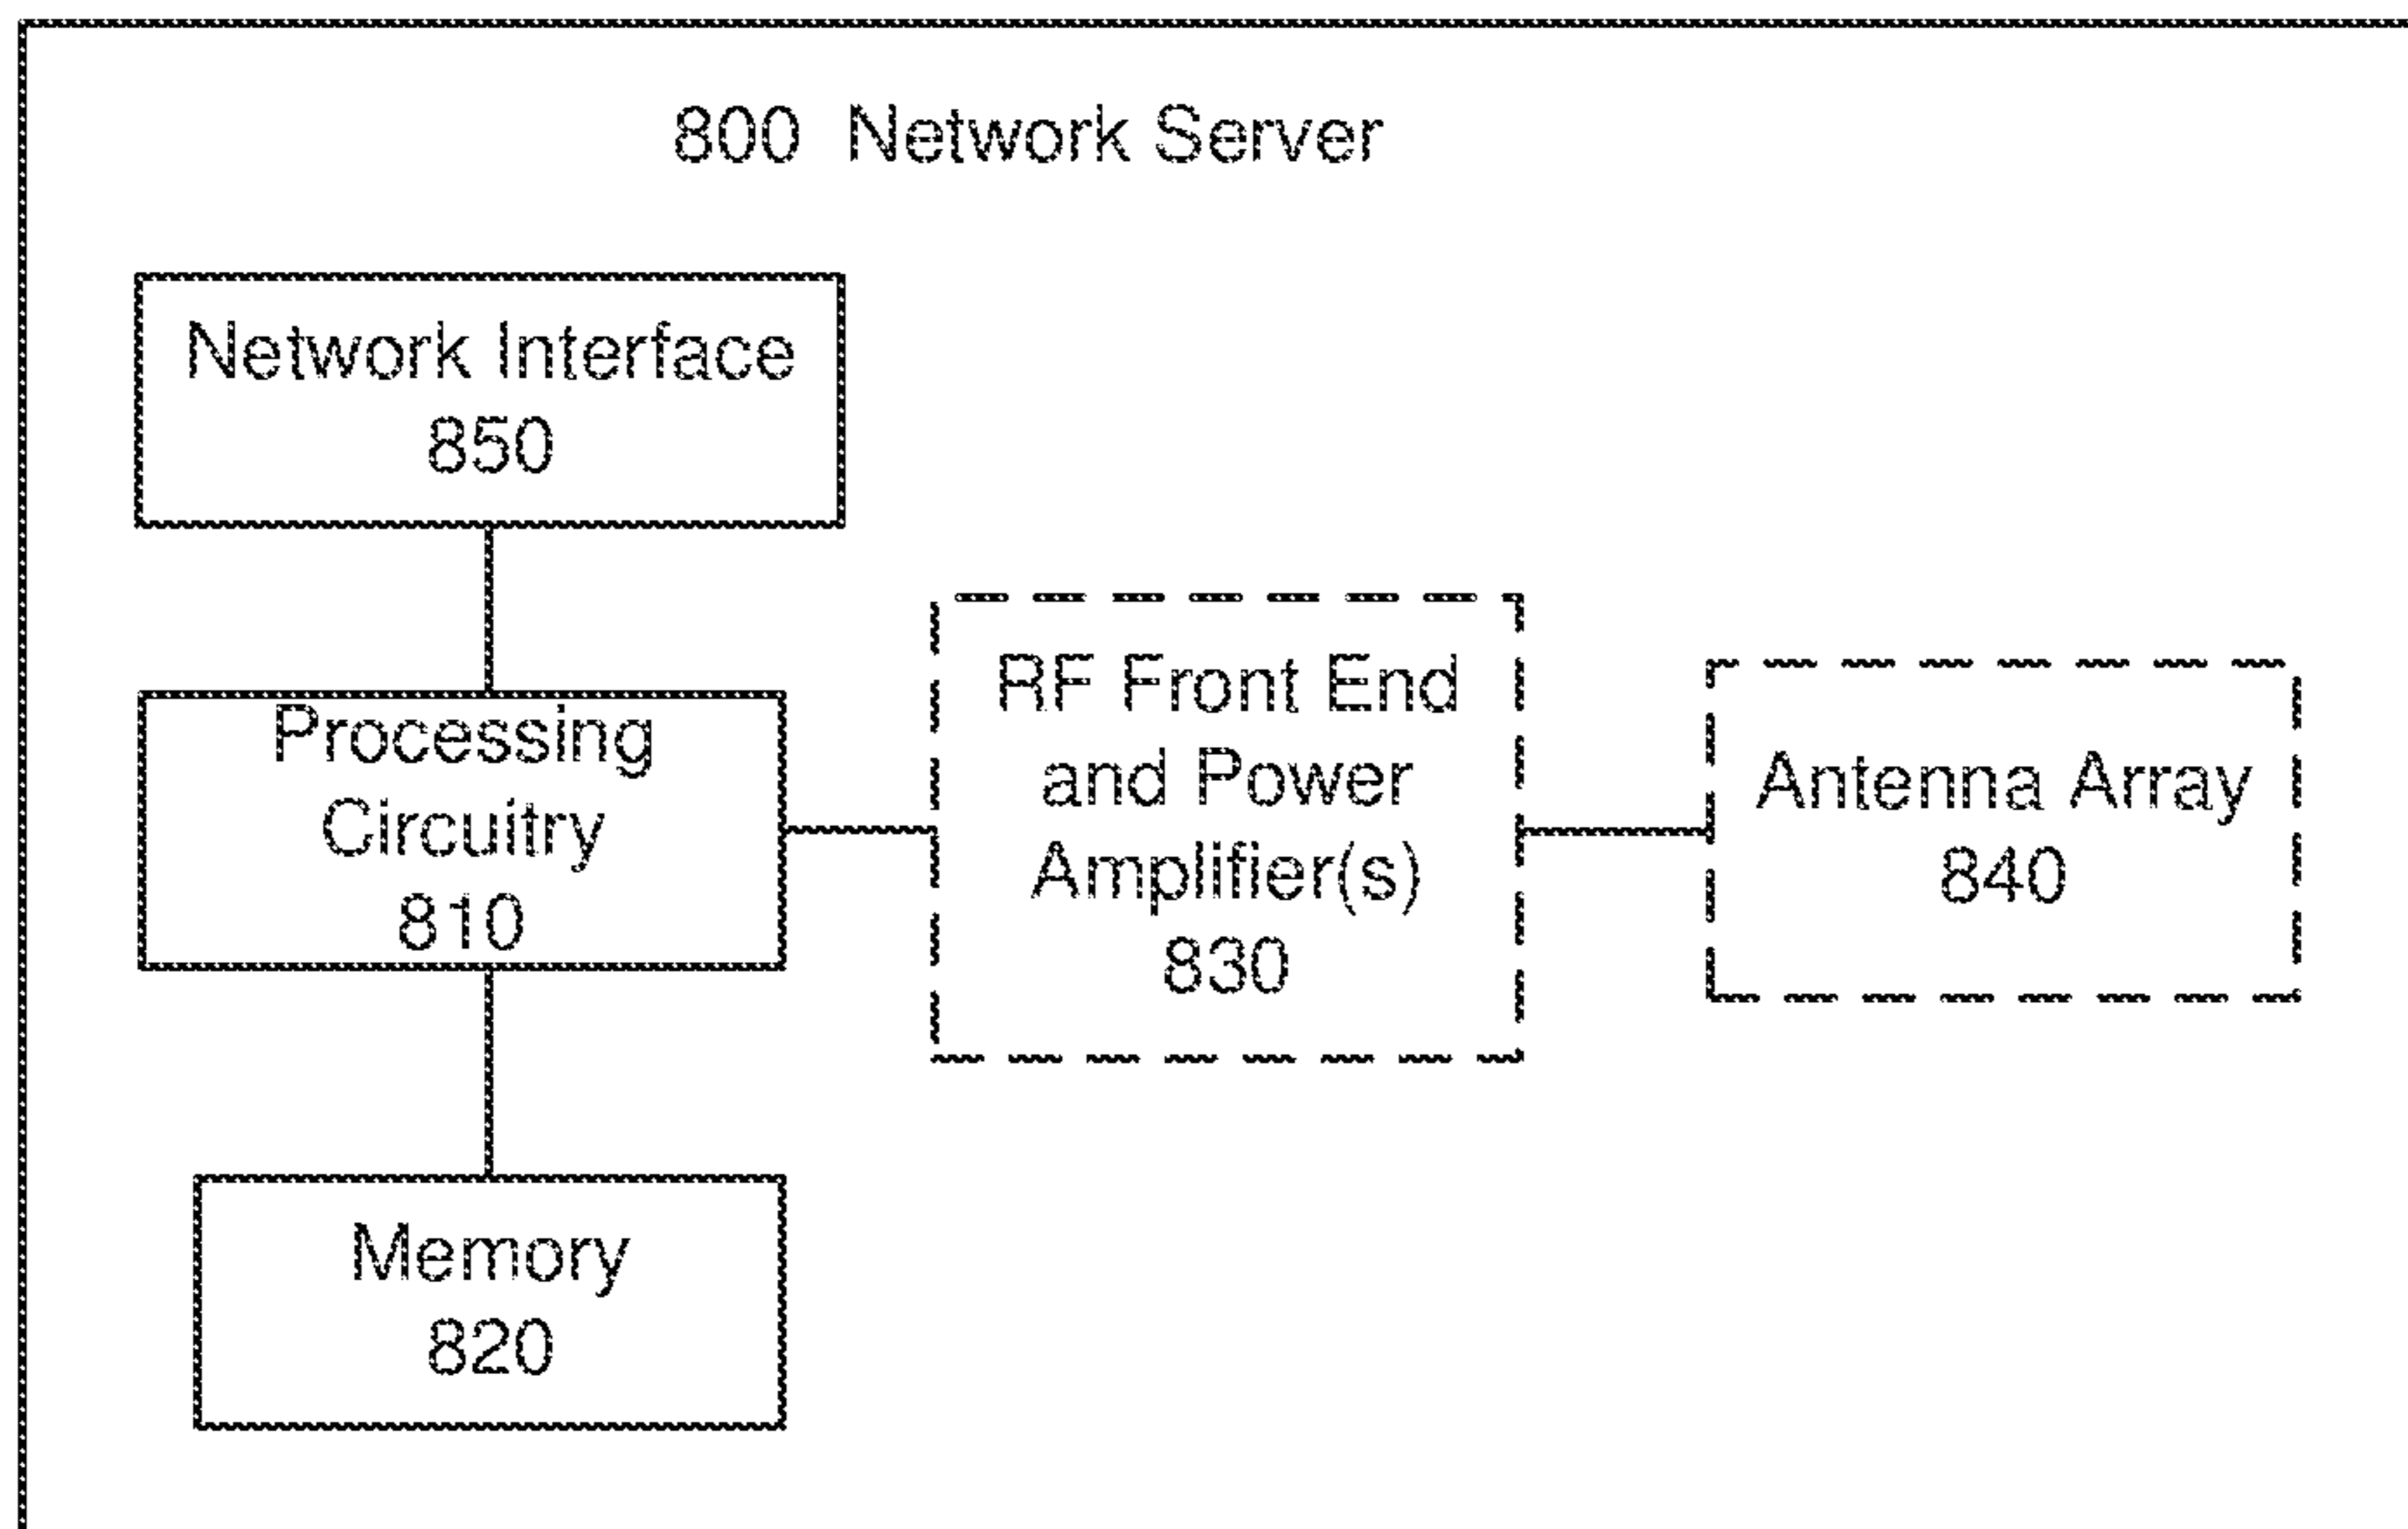 800 Network Server
Network Interface
850
Processing
Circuitry
810
RF Front End
and Power
Amplifier(s)
830
Antenna Array
840
Memory
820